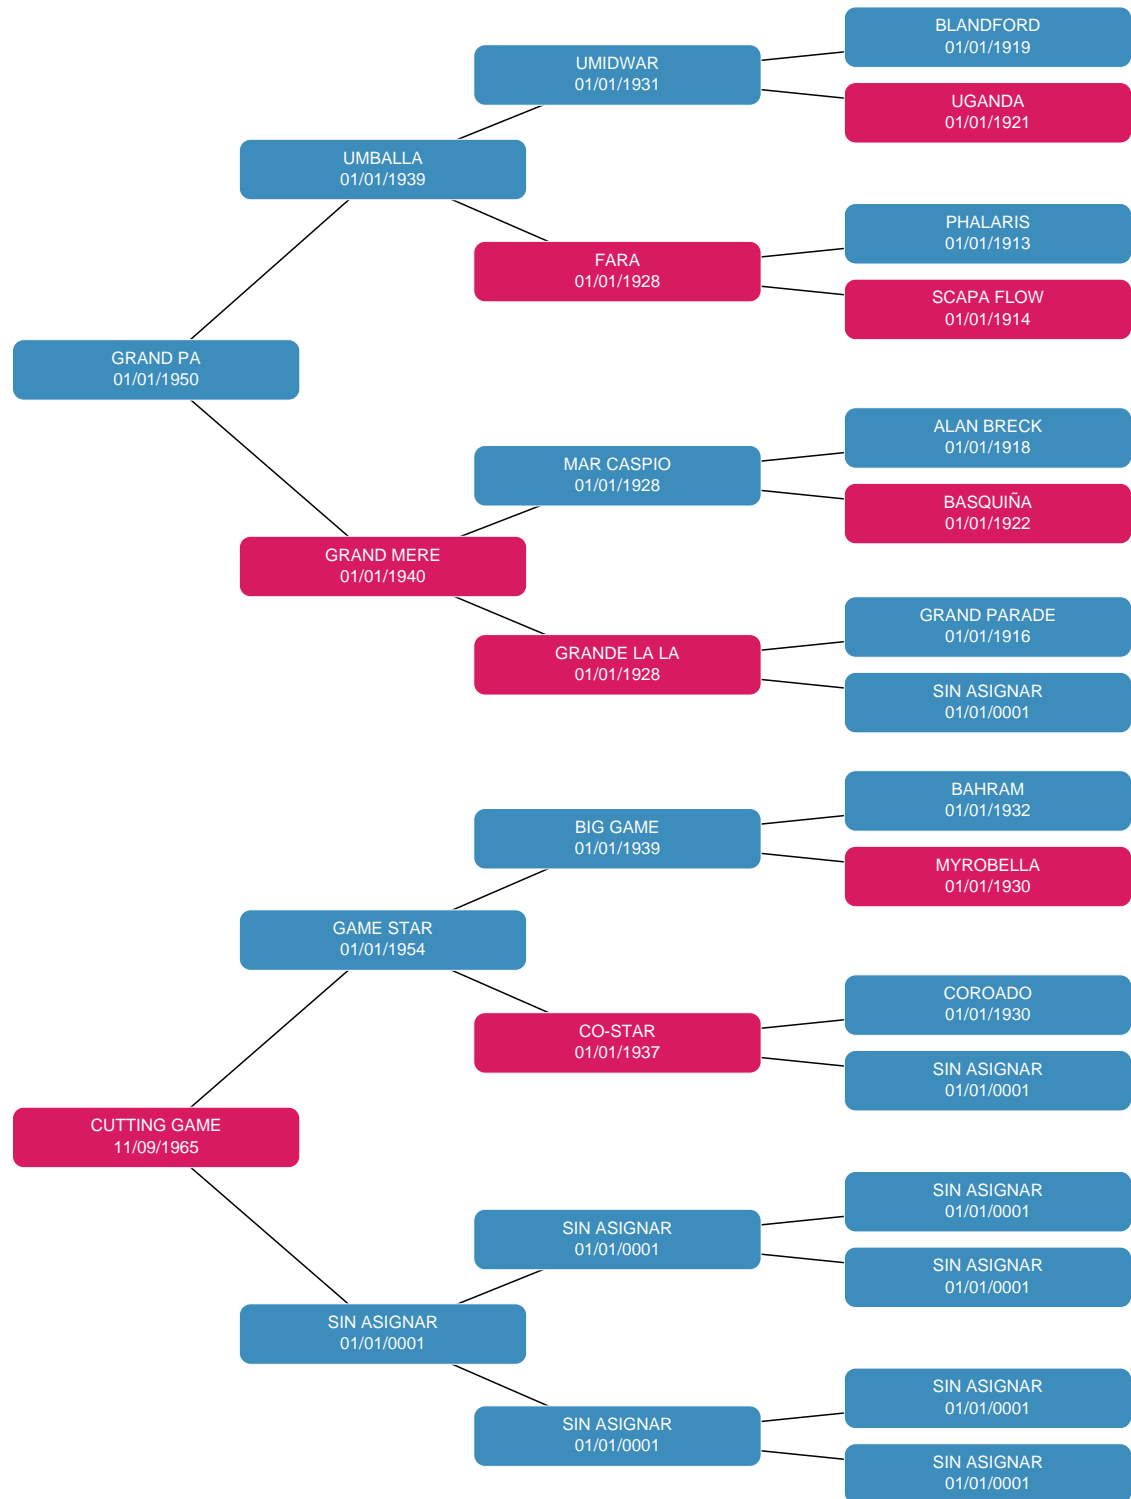 BLANDFORD
01/01/1919
UMIDWAR
01/01/1931
UGANDA
01/01/1921
UMBALLA
01/01/1939
PHALARIS
01/01/1913
FARA
01/01/1928
SCAPA FLOW
01/01/1914
GRAND PA
01/01/1950
ALAN BRECK
01/01/1918
MAR CASPIO
01/01/1928
BASQUIÑA
01/01/1922
GRAND MERE
01/01/1940
GRAND PARADE
01/01/1916
GRANDE LA LA
01/01/1928
SIN ASIGNAR
01/01/0001
BAHRAM
01/01/1932
BIG GAME
01/01/1939
MYROBELLA
01/01/1930
GAME STAR
01/01/1954
COROADO
01/01/1930
CO-STAR
01/01/1937
SIN ASIGNAR
01/01/0001
CUTTING GAME
11/09/1965
SIN ASIGNAR
01/01/0001
SIN ASIGNAR
01/01/0001
SIN ASIGNAR
01/01/0001
SIN ASIGNAR
01/01/0001
SIN ASIGNAR
01/01/0001
SIN ASIGNAR
01/01/0001
SIN ASIGNAR
01/01/0001